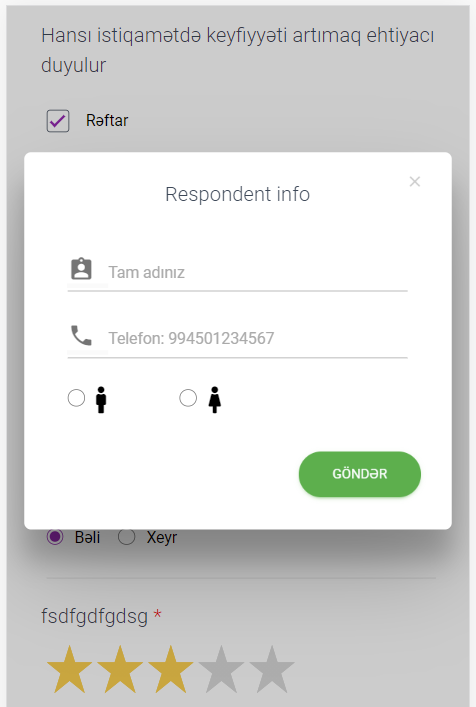 Hansı istiqamətdə keyfiyyəti artımaq ehtiyacı
duyulur
Rəftar
×
Respondent info
Tam adınız
Telefon: 994501234567
GÖNDƏR
Bəli Xeyr
fsdfgdfgdsg *